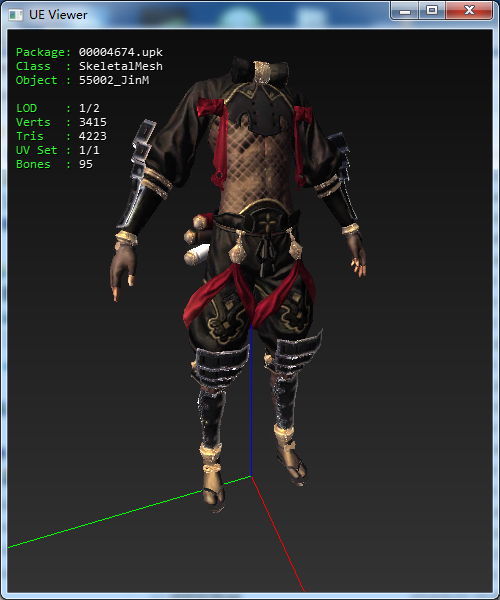 UE Viewer
Package: 00004674.upk
Class : SkeletalMesh
Object : 55002_JinM
LOD : 1/2
Verts : 3415
Tris : 4223
UV Set : 1/1
Bones : 95